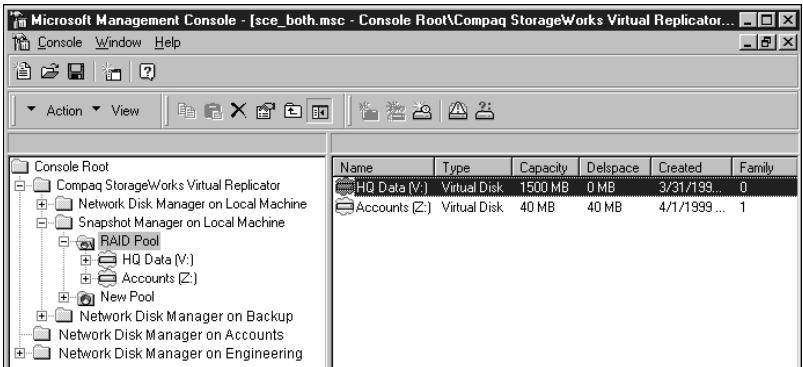 Microsoft Management Console - [sce_both.msc - Console Root\Compaq StorageWorks Virtual Replicator...
Console Window Help
Action View
Console Root
Compaq StorageWorks Virtual Replicator
Network Disk Manager on Local Machine
Snapshot Manager on Local Machine
RAID Pool
HQ Data (V:)
Accounts (Z:)
New Pool
Network Disk Manager on Backup
Network Disk Manager on Accounts
Network Disk Manager on Engineering
Name Type Capacity Delspace Created Family
HQ Data (V:) Virtual Disk 1500 MB 0 MB 3/31/199... 0
Accounts (Z:) Virtual Disk 40 MB 40 MB 4/1/1999 ... 1